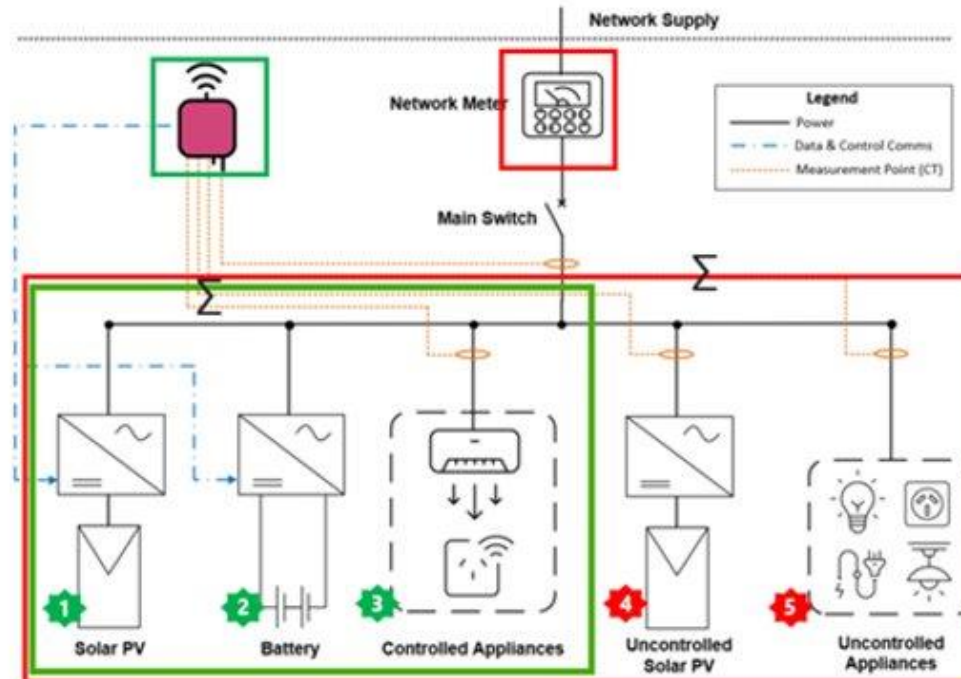 Network Supply
Network Meter
Legend
Power
Data & Control Comms
Measurement Point (CT)
Main Switch
Σ
Σ
1
2
3
4
5
Solar PV
Battery
Controlled Appliances
Uncontrolled
Solar PV
Uncontrolled
Appliances